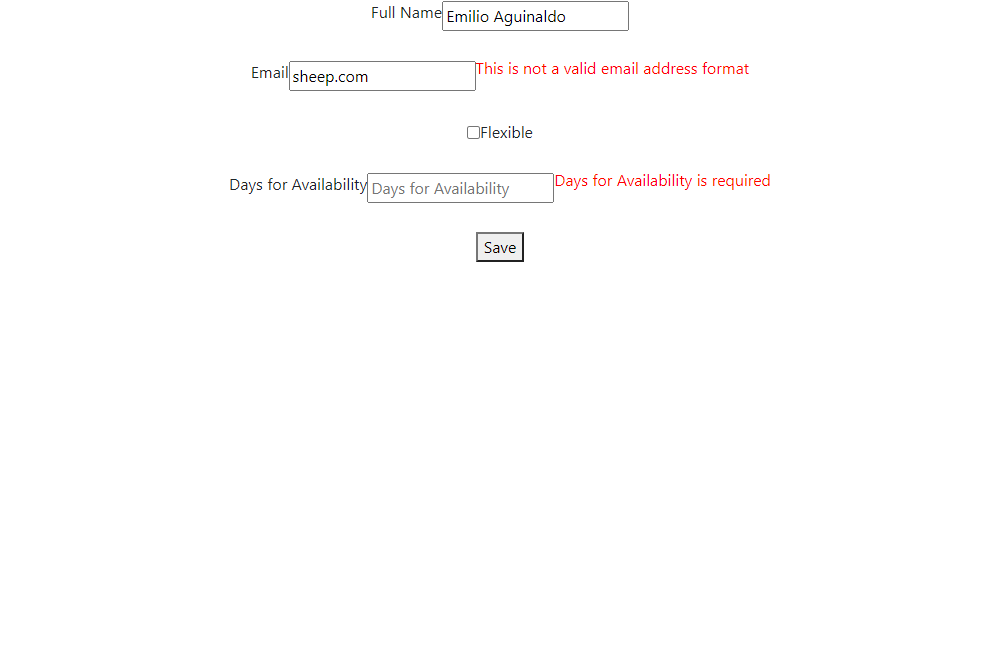 Full Name Emilio Aguinaldo
Email sheep.com This is not a valid email address format
Flexible
Days for Availability Days for Availability Days for Availability is required
Save